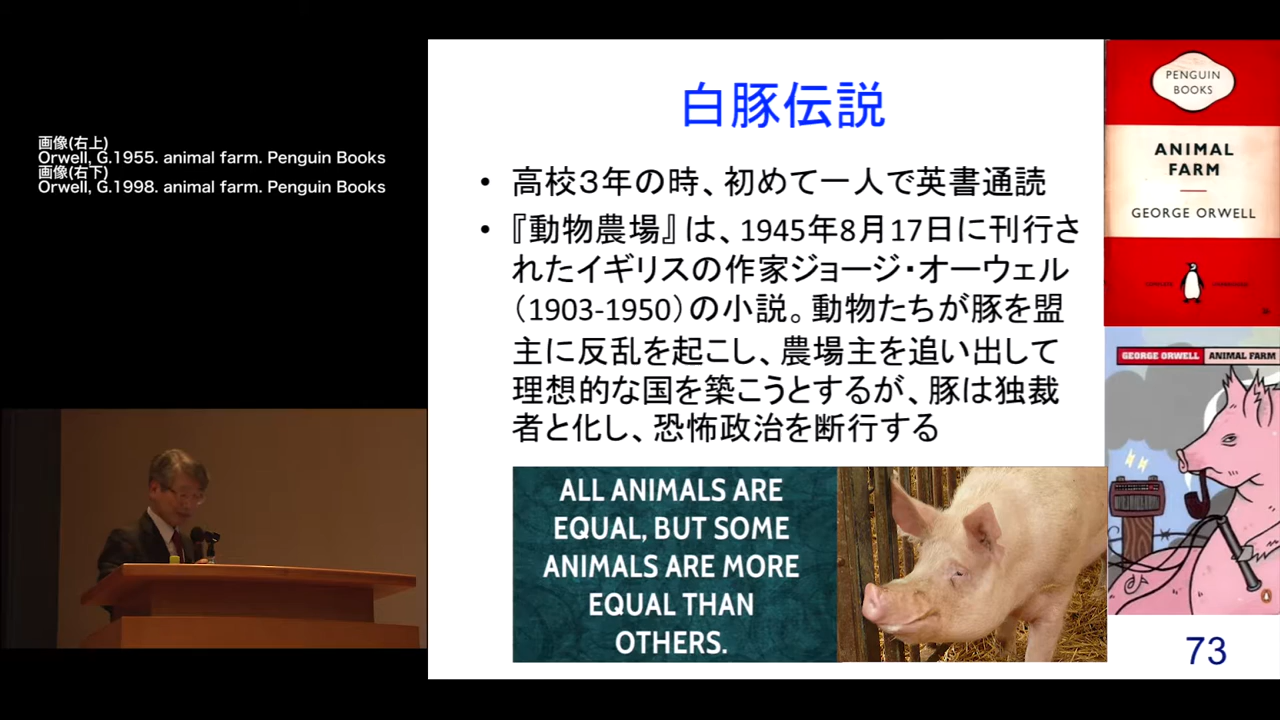 画像(右上)
Orwell, G.1955. animal farm. Penguin Books
画像(右下)
Orwell, G.1998. animal farm. Penguin Books
白豚伝説
• 高校３年の時、初めて一人で英書通読
• 『動物農場』は、1945年8月17日に刊行さ
れたイギリスの作家ジョージ・オーウェル
（1903-1950）の小説。動物たちが豚を盟
主に反乱を起こし、農場主を追い出して
理想的な国を築こうとするが、豚は独裁
者と化し、恐怖政治を断行する
ALL ANIMALS ARE
EQUAL, BUT SOME
ANIMALS ARE MORE
EQUAL THAN
OTHERS.
PENGUIN
BOOKS
ANIMAL
FARM
GEORGE ORWELL
GEORGE ORWELL ANIMAL FARM
73